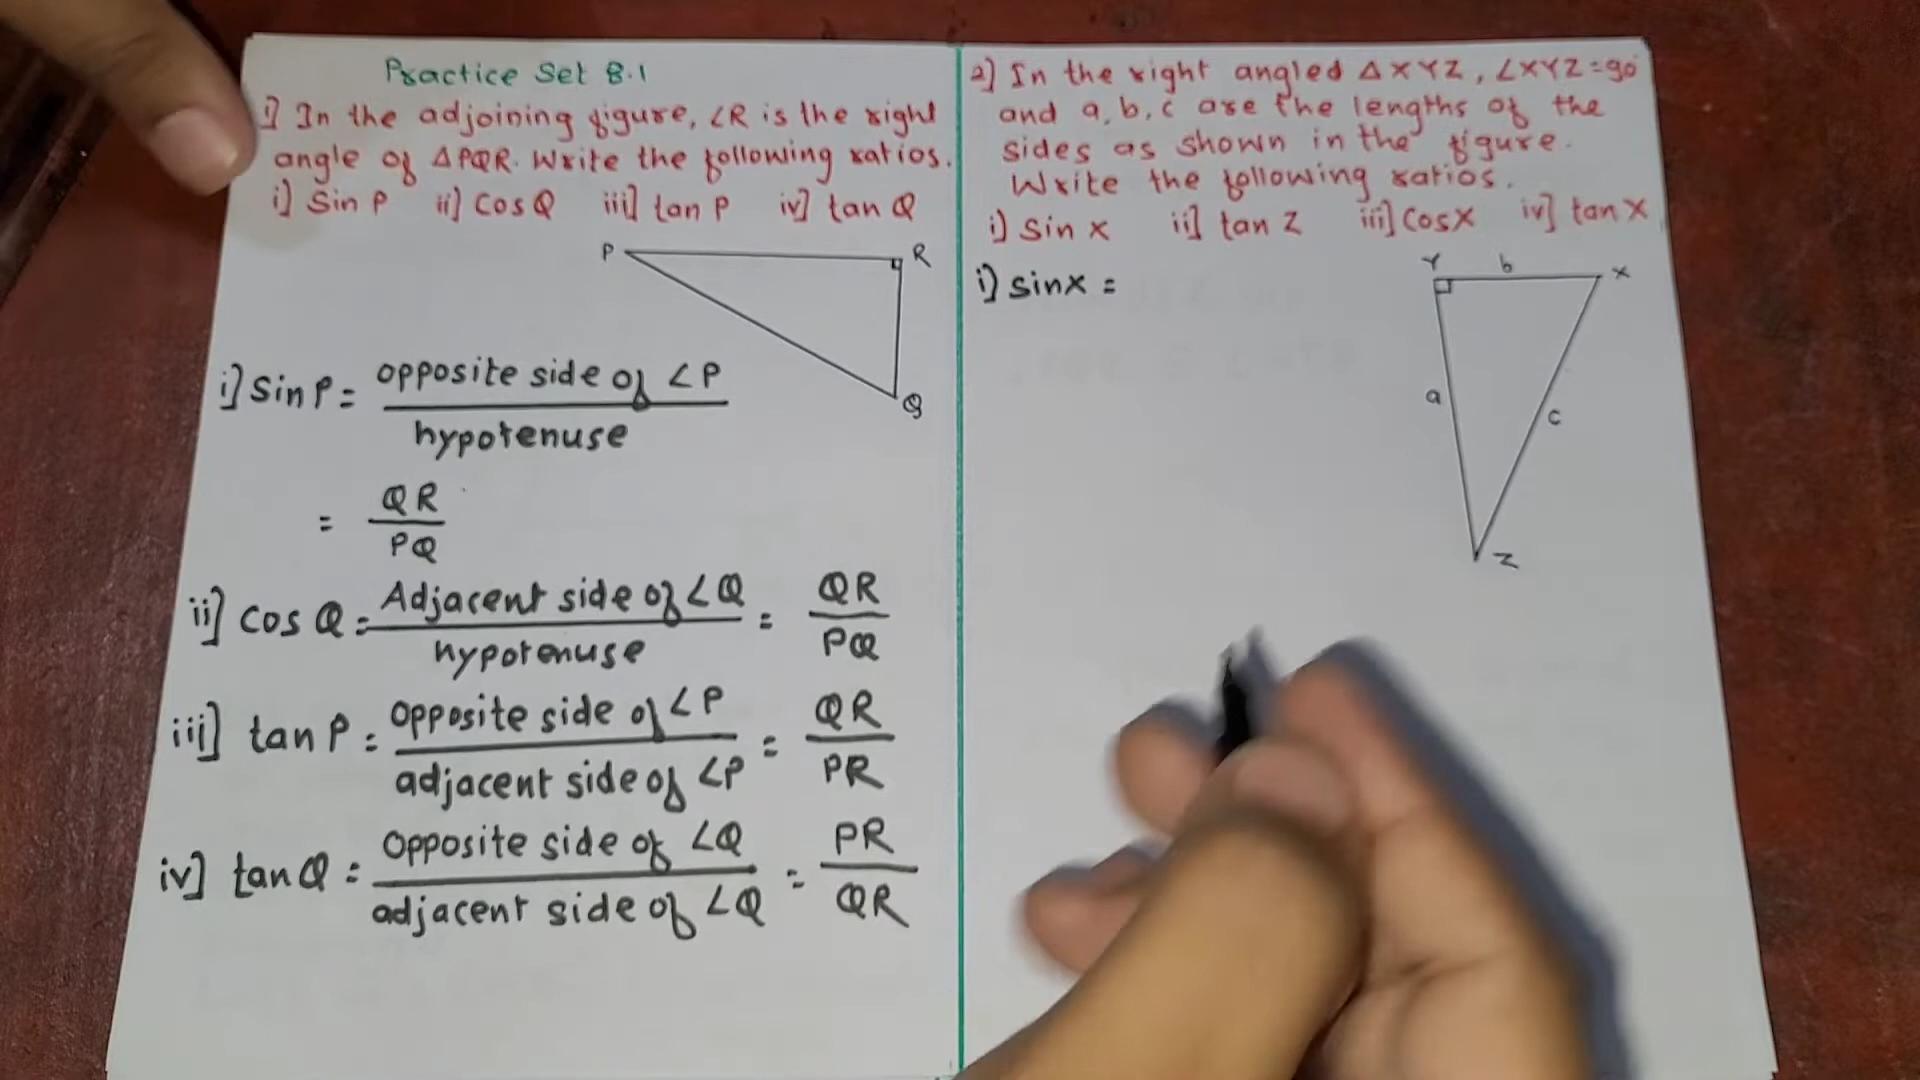 Practice Set 8.1
1] In the adjoining figure, ∠R is the right
angle of △PQR. Write the following ratios.
i] Sin P ii] Cos Q iii] tan P iv] tan Q
P R
Q
i] Sin P = opposite side of ∠P
hypotenuse
= QR
PQ
ii] Cos Q = Adjacent side of ∠Q = QR
hypotenuse PQ
iii] tan P = Opposite side of ∠P = QR
adjacent side of ∠P PR
iv] tan Q = Opposite side of ∠Q = PR
adjacent side of ∠Q QR
2] In the right angled △XYZ, ∠XYZ = 90
and a, b, c are the lengths of the
sides as shown in the figure.
Write the following ratios.
i) Sin X ii] tan Z iii] Cos X iv] tan X
i) sin X =
Y b X
a c
Z